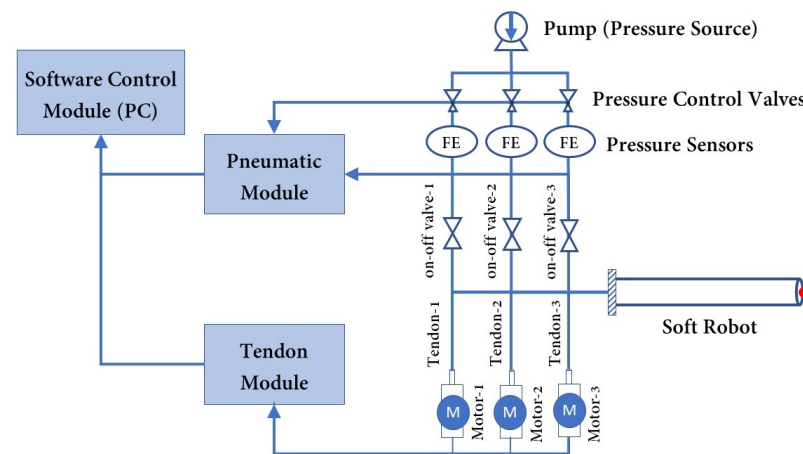 Pump (Pressure Source)
Software Control
Module (PC)
Pressure Control Valves
FE
FE
FE
Pressure Sensors
Pneumatic
Module
on-off valve-1
on-off valve-2
on-off valve-3
Tendon-1
Tendon-2
Tendon-3
Soft Robot
Tendon
Module
M
M
M
Motor-1
Motor-2
Motor-3